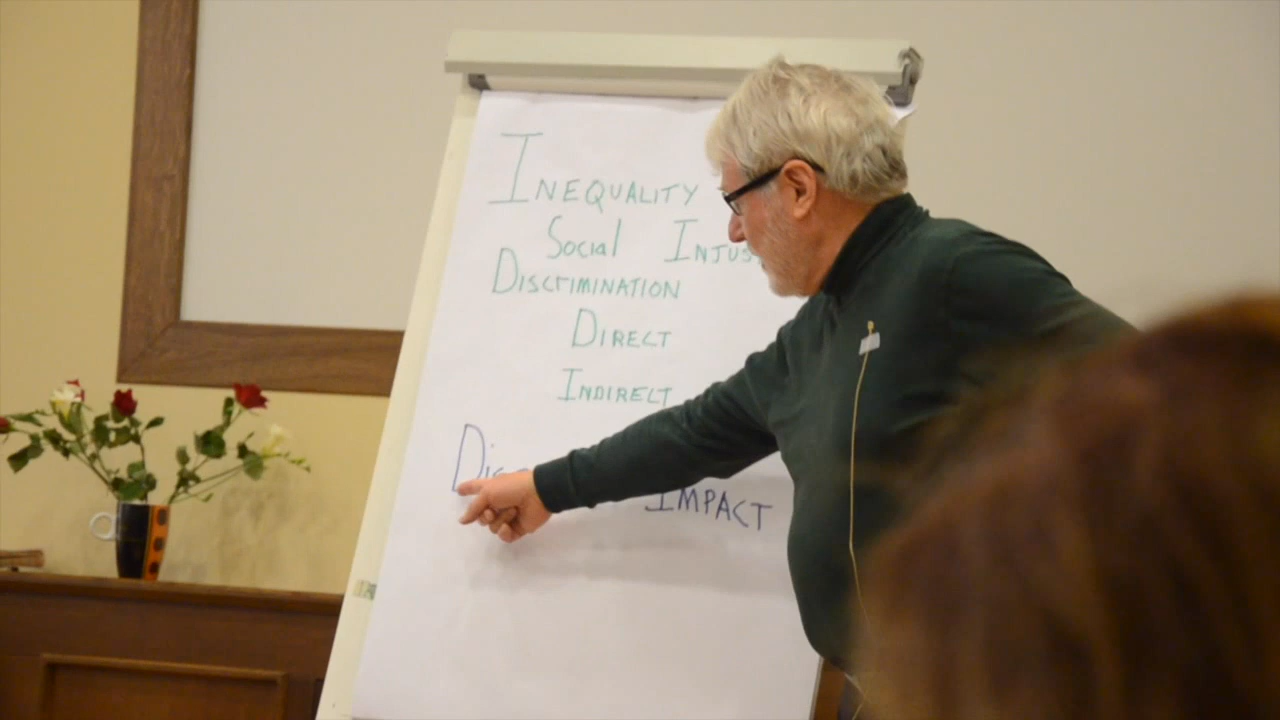 INEQUALITY
Social
DISCRIMINATION
DIRECT
INDIRECT
IMPACT